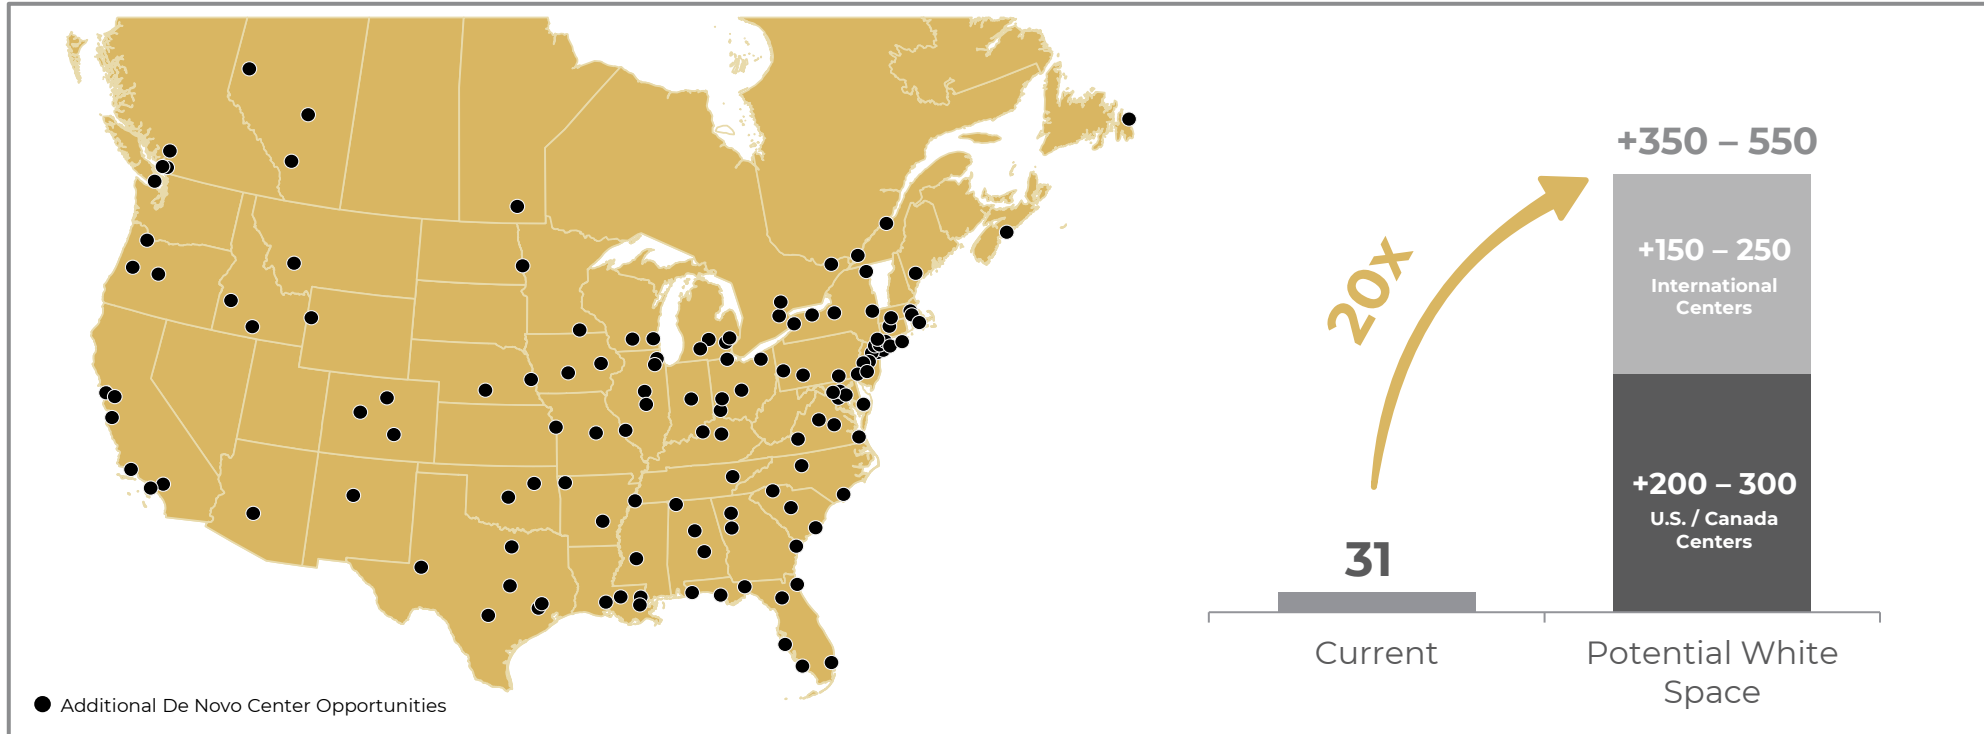 Additional De Novo Center Opportunities
20x
31
Current
+350 – 550
+150 – 250
International
Centers
+200 – 300
U.S. / Canada
Centers
Potential White
Space